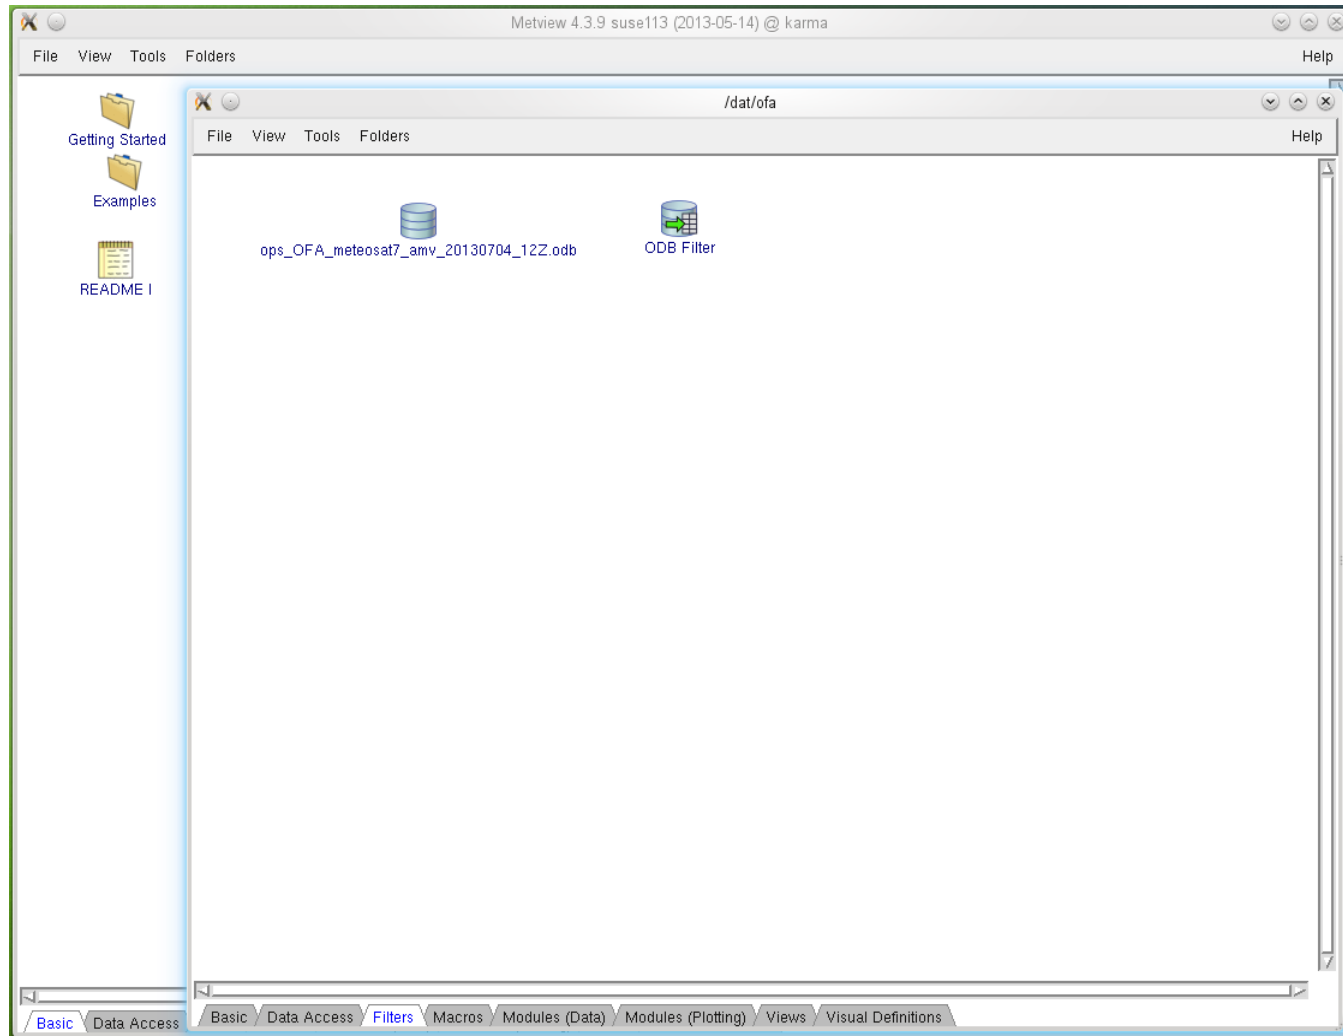 Metview 4.3.9 suse113 (2013-05-14) @ karma
File View Tools Folders Help
Getting Started
Examples
README I
/dat/ofa
File View Tools Folders Help
ops_OFA_meteosat7_amv_20130704_12Z.odb
ODB Filter
Basic Data Access
Basic Data Access Filters Macros Modules (Data) Modules (Plotting) Views Visual Definitions